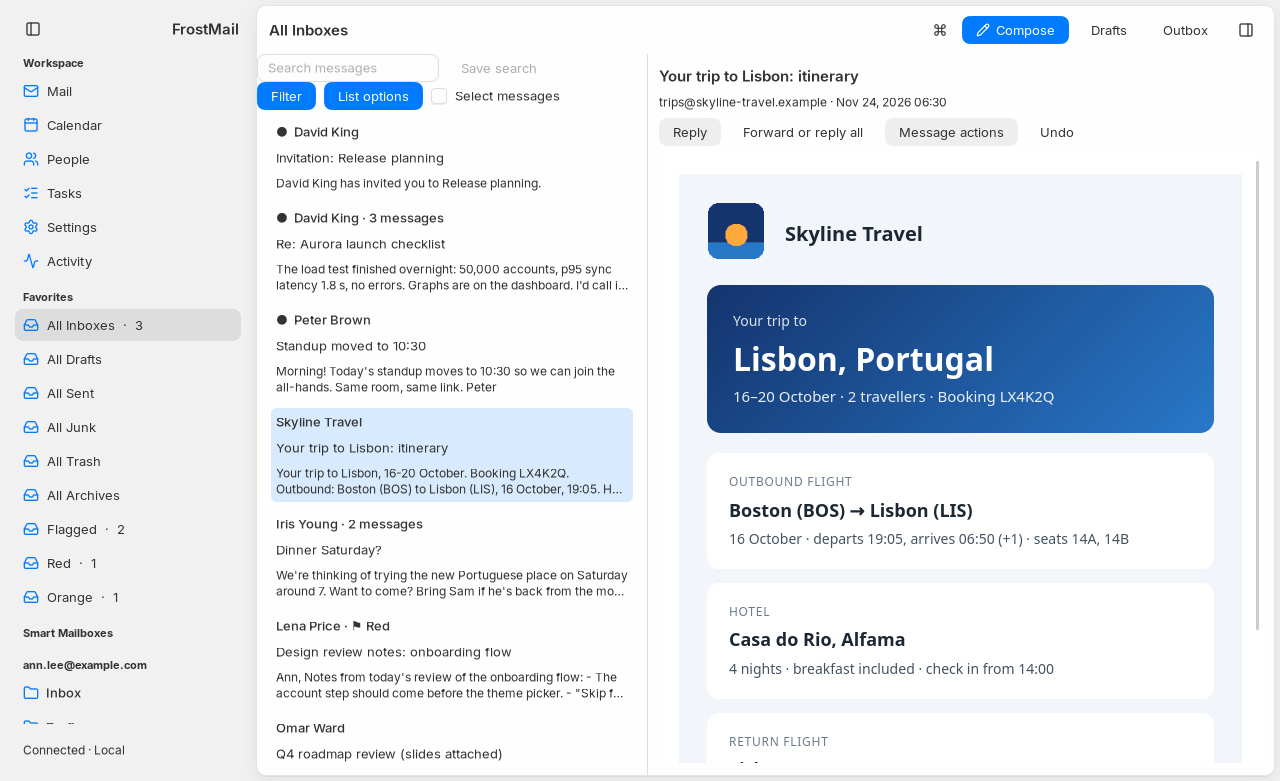 FrostMail
Workspace
Mail
Calendar
People
Tasks
Settings
Activity
Favorites
All Inboxes · 3
All Drafts
All Sent
All Junk
All Trash
All Archives
Flagged · 2
Red · 1
Orange · 1
Smart Mailboxes
ann.lee@example.com
Inbox
Connected · Local
All Inboxes
⌘ Compose Drafts Outbox
Search messages Save search
Filter List options Select messages
David King
Invitation: Release planning
David King has invited you to Release planning.
David King · 3 messages
Re: Aurora launch checklist
The load test finished overnight: 50,000 accounts, p95 sync
latency 1.8 s, no errors. Graphs are on the dashboard. I'd call i...
Peter Brown
Standup moved to 10:30
Morning! Today's standup moves to 10:30 so we can join the
all-hands. Same room, same link. Peter
Skyline Travel
Your trip to Lisbon: itinerary
Your trip to Lisbon, 16-20 October. Booking LX4K2Q.
Outbound: Boston (BOS) to Lisbon (LIS), 16 October, 19:05. H...
Iris Young · 2 messages
Dinner Saturday?
We're thinking of trying the new Portuguese place on Saturday
around 7. Want to come? Bring Sam if he's back from the mo...
Lena Price · ⚑ Red
Design review notes: onboarding flow
Ann, Notes from today's review of the onboarding flow: - The
account step should come before the theme picker. - "Skip f...
Omar Ward
Q4 roadmap review (slides attached)
Your trip to Lisbon: itinerary
trips@skyline-travel.example · Nov 24, 2026 06:30
Reply Forward or reply all Message actions Undo
Skyline Travel
Your trip to
Lisbon, Portugal
16–20 October · 2 travellers · Booking LX4K2Q
OUTBOUND FLIGHT
Boston (BOS) → Lisbon (LIS)
16 October · departs 19:05, arrives 06:50 (+1) · seats 14A, 14B
HOTEL
Casa do Rio, Alfama
4 nights · breakfast included · check in from 14:00
RETURN FLIGHT